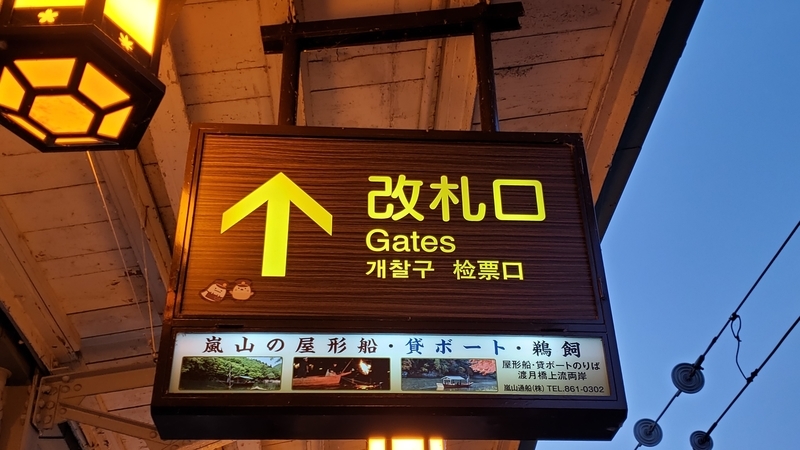 改札口
Gates
개찰구 检票口
嵐山の屋形船・貸ボート・鵜飼
屋形船・貸ボートのりば
渡月橋上流両岸
嵐山通船(株) TEL.861-0302